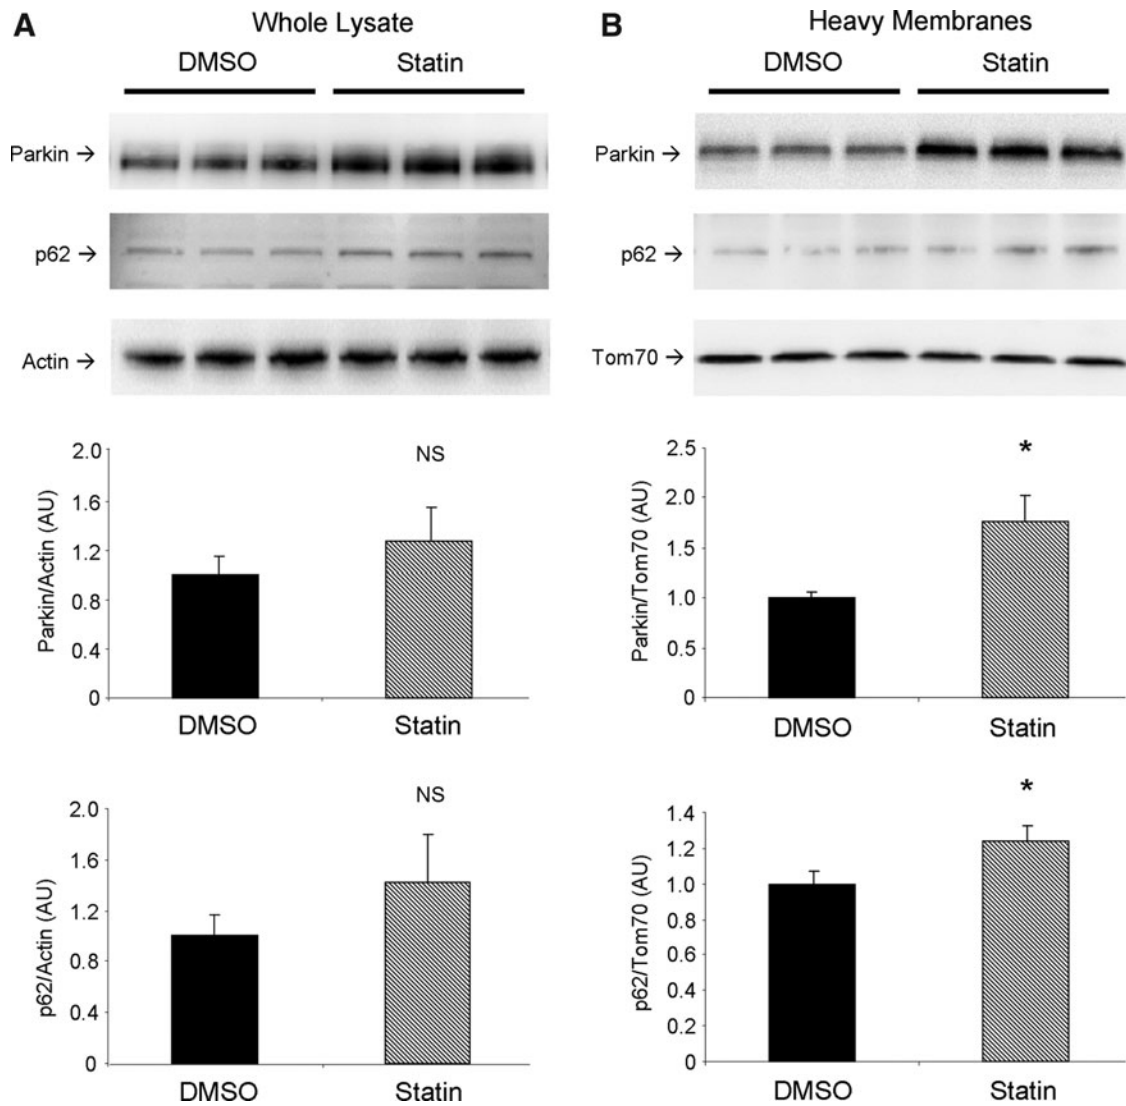 A
Whole Lysate
DMSO Statin
Parkin →
p62 →
Actin →
2.0
1.6
1.2
0.8
0.4
0
Parkin/Actin (AU)
NS
DMSO Statin
2.0
1.6
1.2
0.8
0.4
0
p62/Actin (AU)
NS
DMSO Statin
B
Heavy Membranes
DMSO Statin
Parkin →
p62 →
Tom70 →
2.5
2.0
1.5
1.0
0.5
0
Parkin/Tom70 (AU)
*
DMSO Statin
1.4
1.2
1.0
0.8
0.6
0.4
0.2
0
p62/Tom70 (AU)
*
DMSO Statin